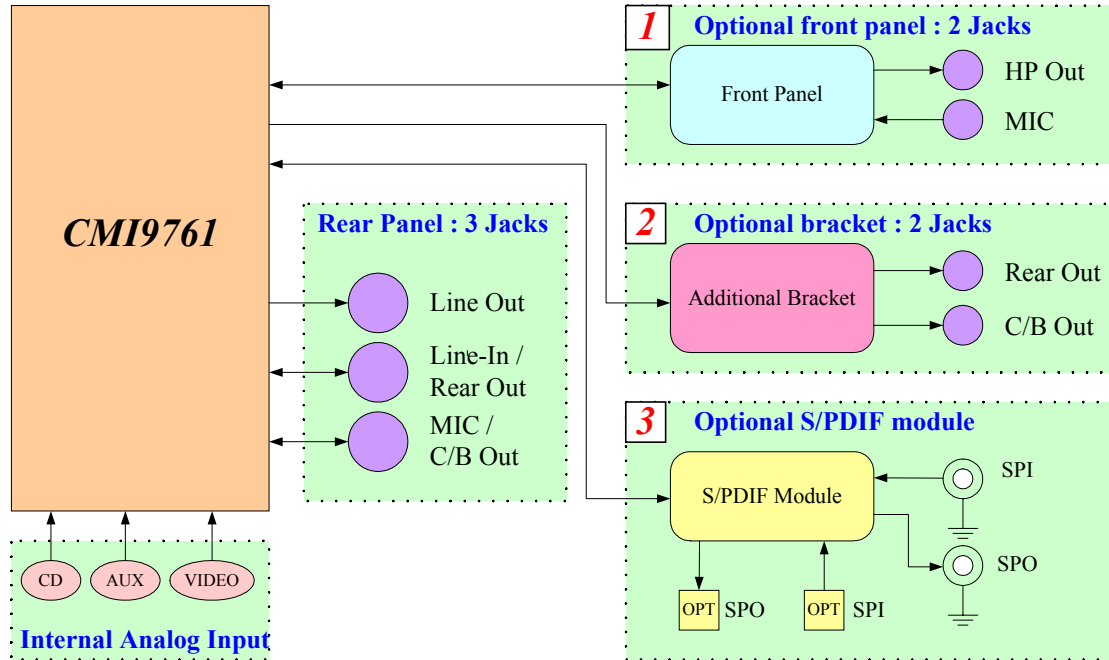 CMI9761
1
Optional front panel : 2 Jacks
Front Panel
HP Out
MIC
Rear Panel : 3 Jacks
Line Out
Line-In /
Rear Out
MIC /
C/B Out
2
Optional bracket : 2 Jacks
Additional Bracket
Rear Out
C/B Out
3
Optional S/PDIF module
S/PDIF Module
SPI
SPO
OPT
SPO
OPT
SPI
CD
AUX
VIDEO
Internal Analog Input